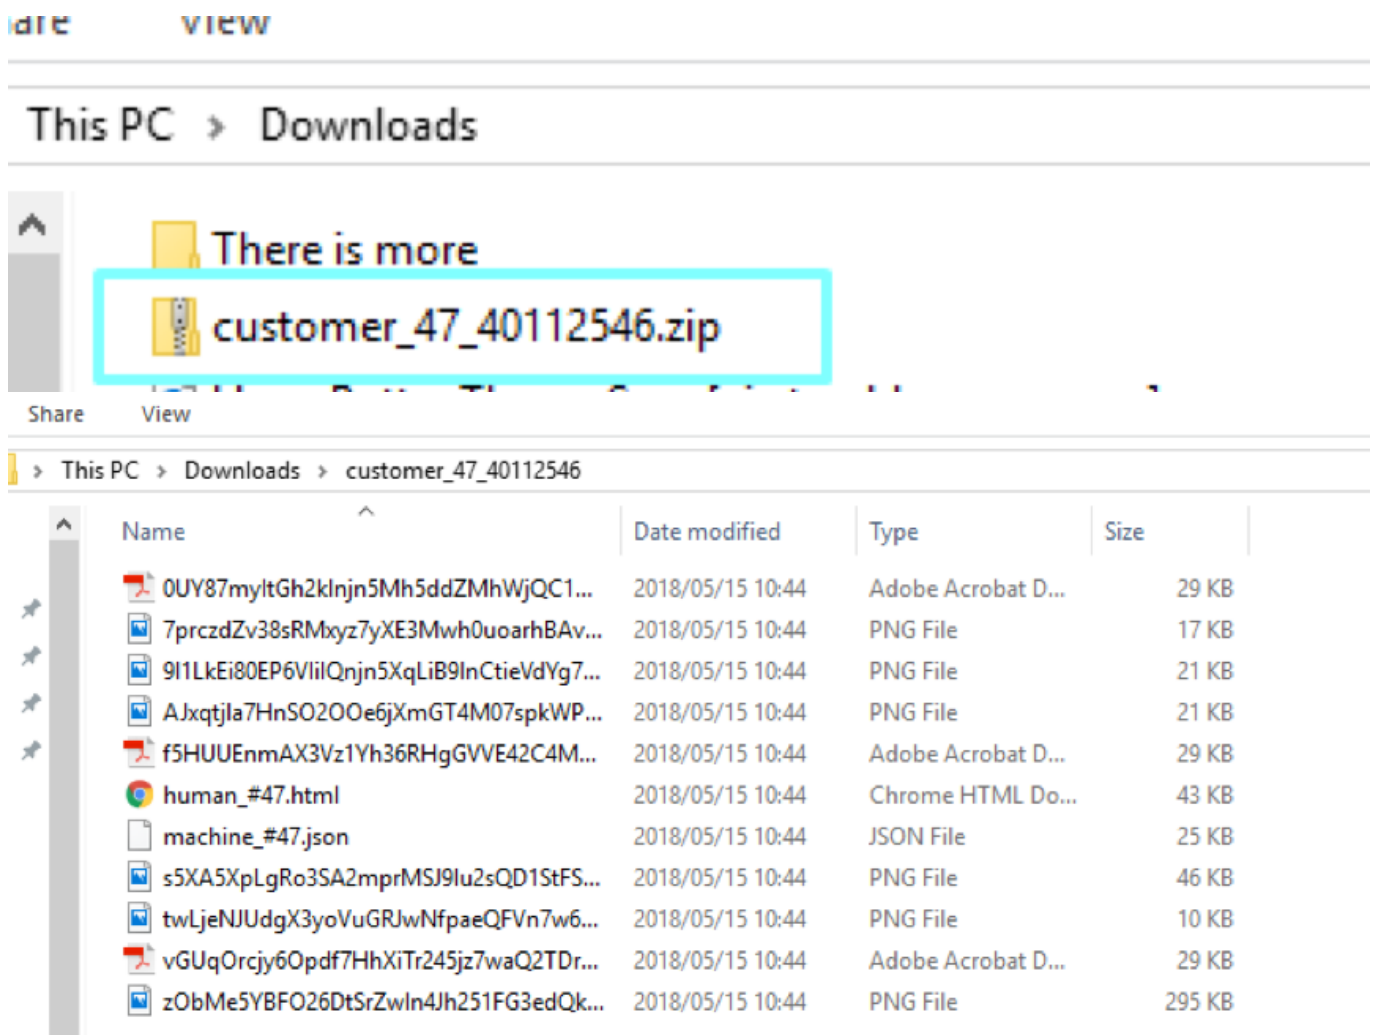 View
This PC > Downloads
There is more
customer_47_40112546.zip
Share View
> This PC > Downloads > customer_47_40112546
Name Date modified Type Size
0UY87myltGh2klnjn5Mh5ddZMhWjQC1... 2018/05/15 10:44 Adobe Acrobat D... 29 KB
7prczdZv38sRMxyz7yXE3Mwh0uoarhBAv... 2018/05/15 10:44 PNG File 17 KB
9I1LkEi80EP6VlilQnjn5XqLiB9InCtieVdYg7... 2018/05/15 10:44 PNG File 21 KB
AJxqtjla7HnSO2OOe6jXmGT4M07spkWP... 2018/05/15 10:44 PNG File 21 KB
f5HUUEnmAX3Vz1Yh36RHgGVVE42C4M... 2018/05/15 10:44 Adobe Acrobat D... 29 KB
human_#47.html 2018/05/15 10:44 Chrome HTML Do... 43 KB
machine_#47.json 2018/05/15 10:44 JSON File 25 KB
s5XA5XpLgRo3SA2mprMSJ9lu2sQD1StFS... 2018/05/15 10:44 PNG File 46 KB
twLjeNJUdgX3yoVuGRJwNfpaeQFVn7w6... 2018/05/15 10:44 PNG File 10 KB
vGUqOrcjy6Opdf7HhXiTr245jz7waQ2TDr... 2018/05/15 10:44 Adobe Acrobat D... 29 KB
zObMe5YBFO26DtSrZwln4Jh251FG3edQk... 2018/05/15 10:44 PNG File 295 KB